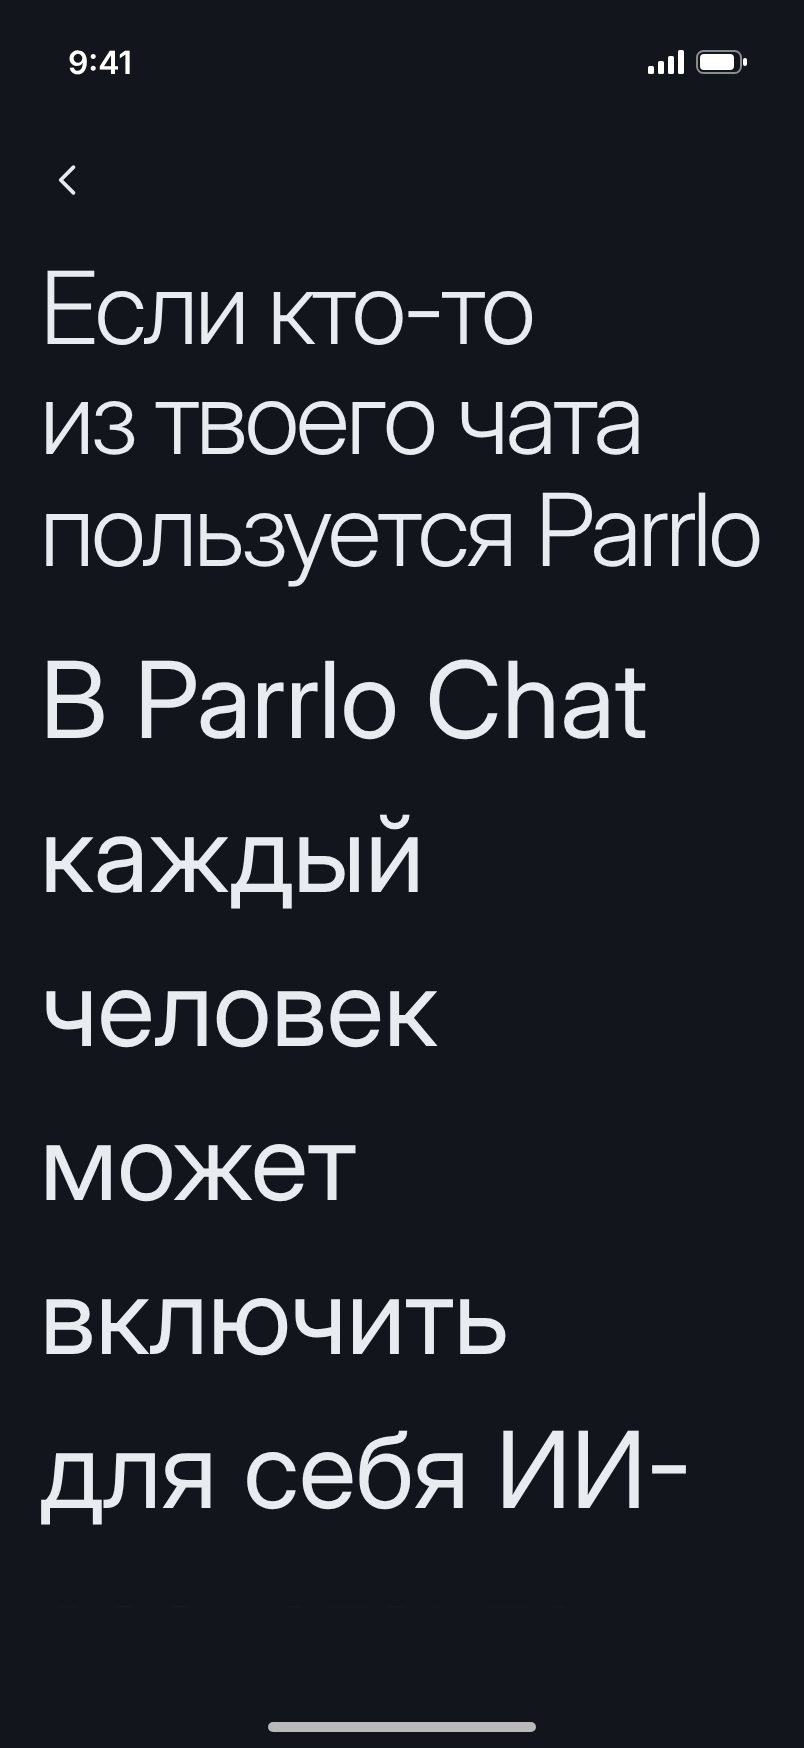 9:41
Если кто-то
из твоего чата
пользуется Parrlo
В Parrlo Chat
каждый
человек
может
включить
для себя ИИ-